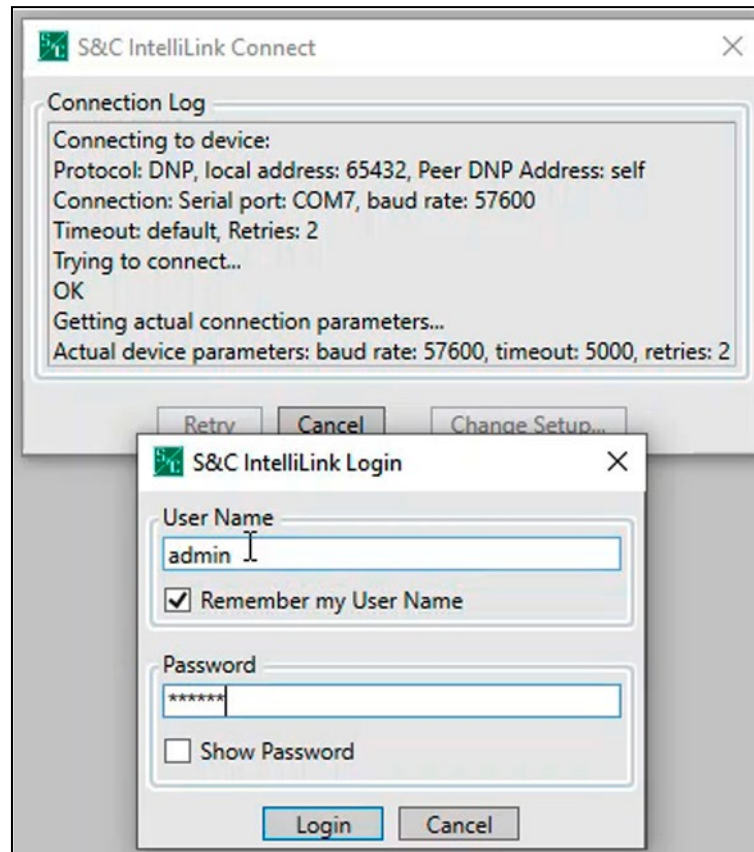 S&C IntelliLink Connect
Connection Log
Connecting to device:
Protocol: DNP, local address: 65432, Peer DNP Address: self
Connection: Serial port: COM7, baud rate: 57600
Timeout: default, Retries: 2
Trying to connect...
OK
Getting actual connection parameters...
Actual device parameters: baud rate: 57600, timeout: 5000, retries: 2
Retry Cancel Change Setup...
S&C IntelliLink Login
User Name
admin
Remember my User Name
Password
******
Show Password
Login Cancel